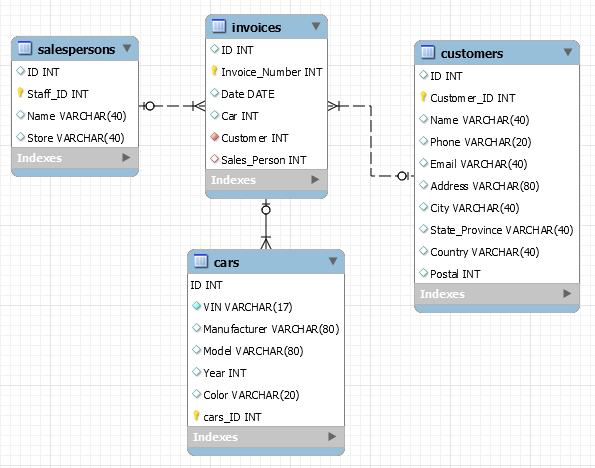 salespersons
ID INT
Staff_ID INT
Name VARCHAR(40)
Store VARCHAR(40)
Indexes
invoices
ID INT
Invoice_Number INT
Date DATE
Car INT
Customer INT
Sales_Person INT
Indexes
customers
ID INT
Customer_ID INT
Name VARCHAR(40)
Phone VARCHAR(20)
Email VARCHAR(40)
Address VARCHAR(80)
City VARCHAR(40)
State_Province VARCHAR(40)
Country VARCHAR(40)
Postal INT
Indexes
cars
ID INT
VIN VARCHAR(17)
Manufacturer VARCHAR(80)
Model VARCHAR(80)
Year INT
Color VARCHAR(20)
cars_ID INT
Indexes